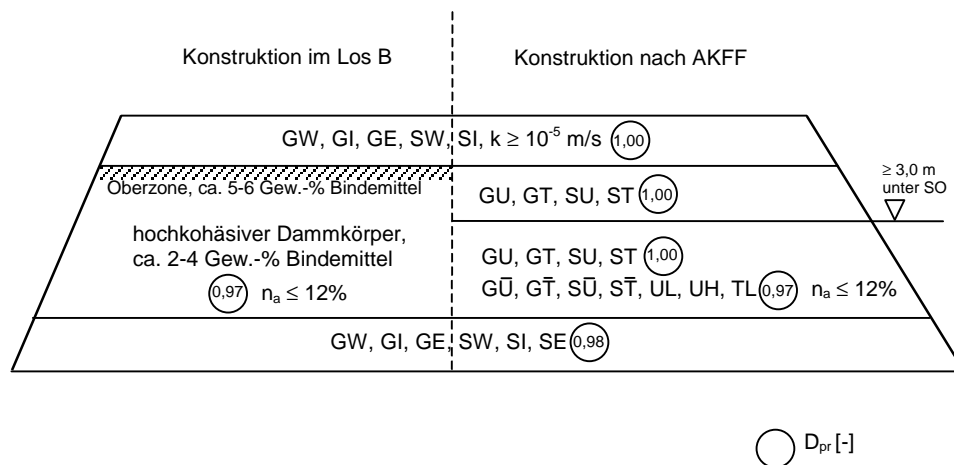 Konstruktion im Los B
Konstruktion nach AKFF
GW, GI, GE, SW, SI, k ≥ 10⁻⁵ m/s 1,00
≥ 3,0 m
unter SO
Oberzone, ca. 5-6 Gew.-% Bindemittel
GU, GT, SU, ST 1,00
hochkohäsiver Dammkörper,
ca. 2-4 Gew.-% Bindemittel
0,97 nₐ ≤ 12%
GU, GT, SU, ST 1,00
GŪ, GT̄, SŪ, ST̄, UL, UH, TL 0,97 nₐ ≤ 12%
GW, GI, GE, SW, SI, SE 0,98
Dpr [-]